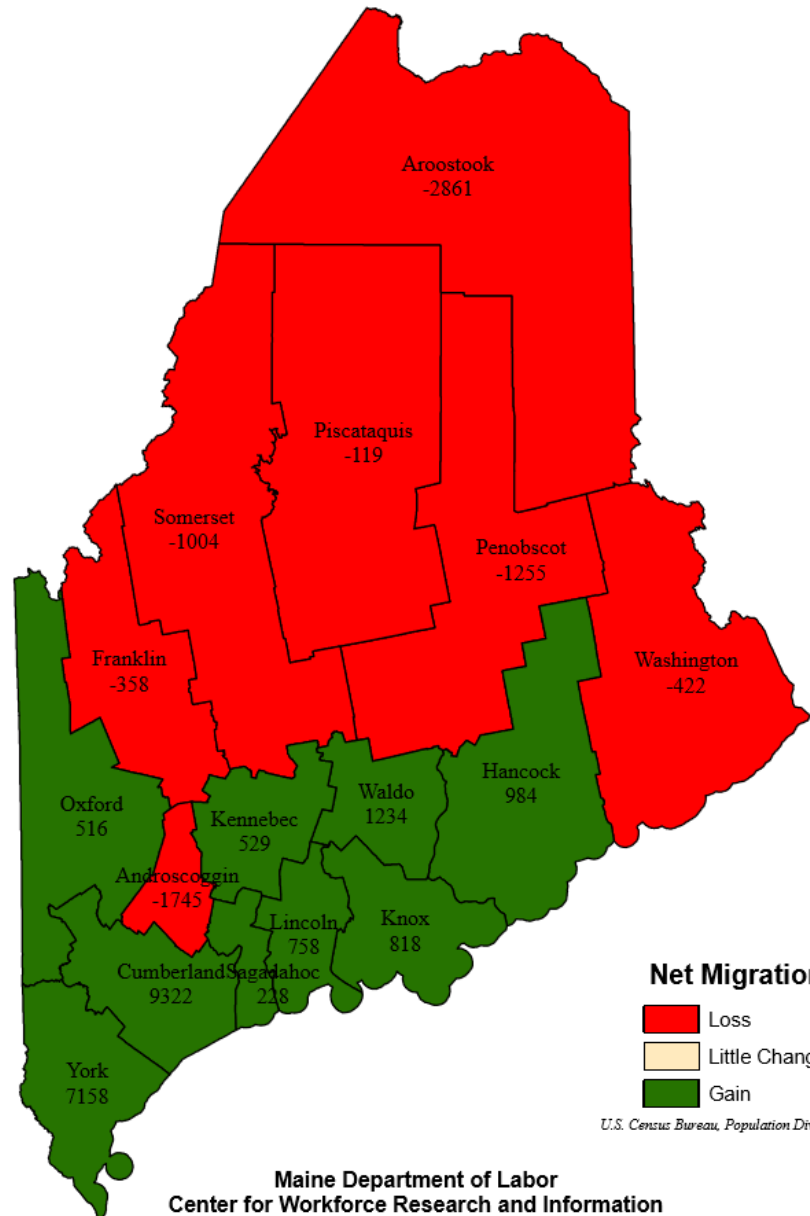 Aroostook
-2861
Piscataquis
-119
Somerset
-1004
Penobscot
-1255
Franklin
-358
Washington
-422
Hancock
984
Oxford
516
Waldo
1234
Kennebec
529
Androscoggin
-1745
Lincoln
758
Knox
818
Cumberland
9322
Sagadahoc
228
York
7158
Net Migration
Loss
Little Chang
Gain
U.S. Census Bureau, Population Div
Maine Department of Labor
Center for Workforce Research and Information